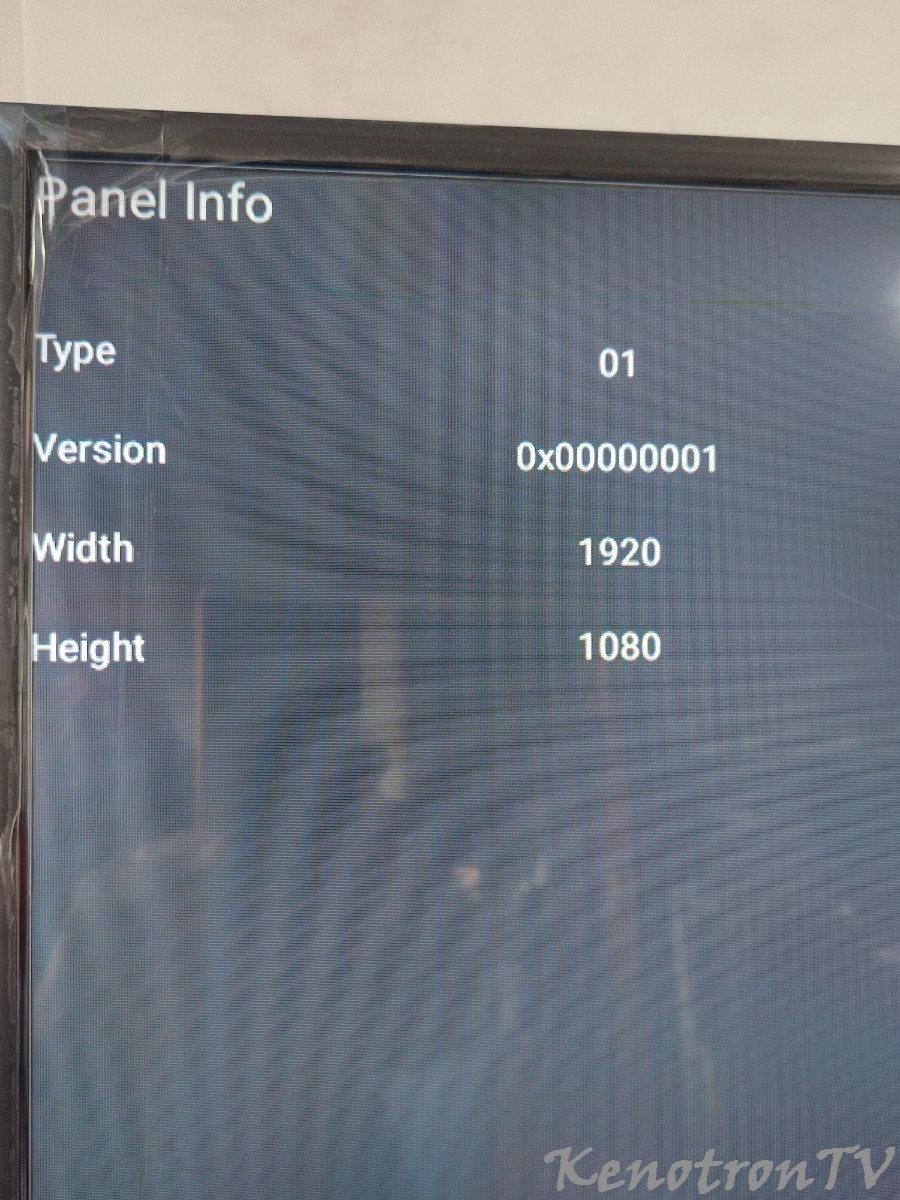 Panel Info
Type 01
Version 0x00000001
Width 1920
Height 1080
KenotronTV